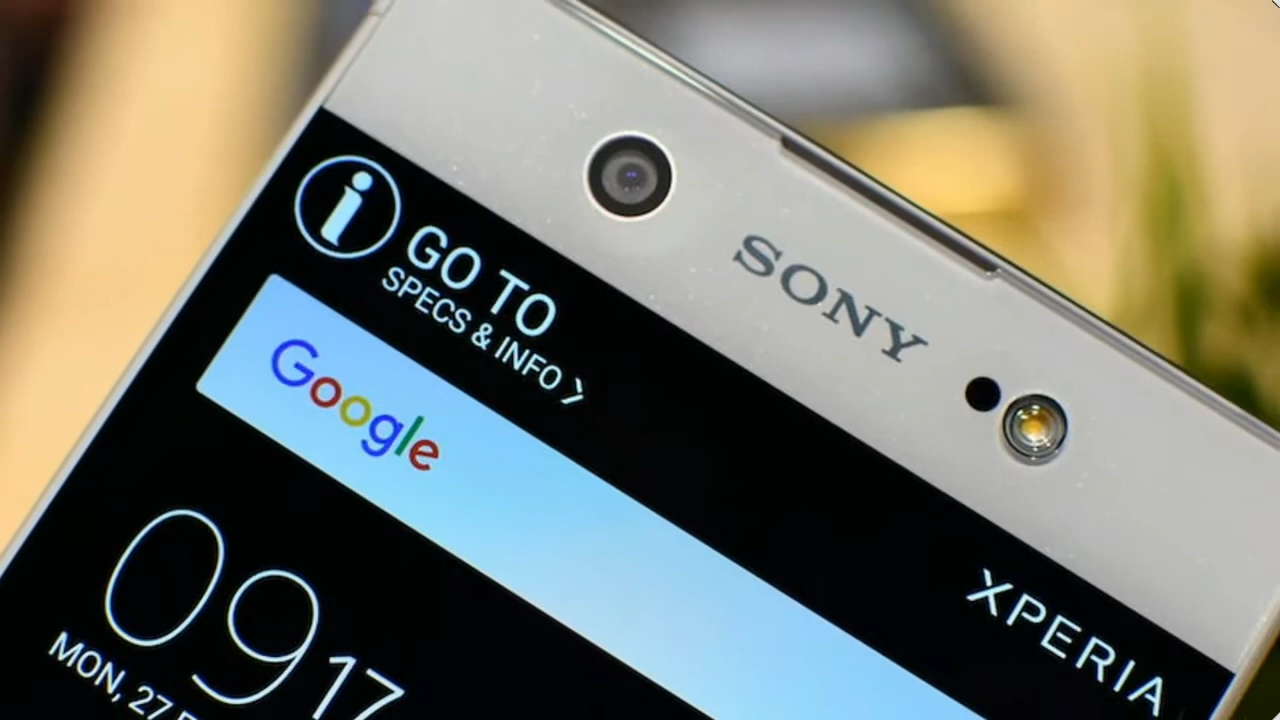 SONY
i
GO TO
SPECS & INFO >
Google
XPERIA
09 17
MON, 27